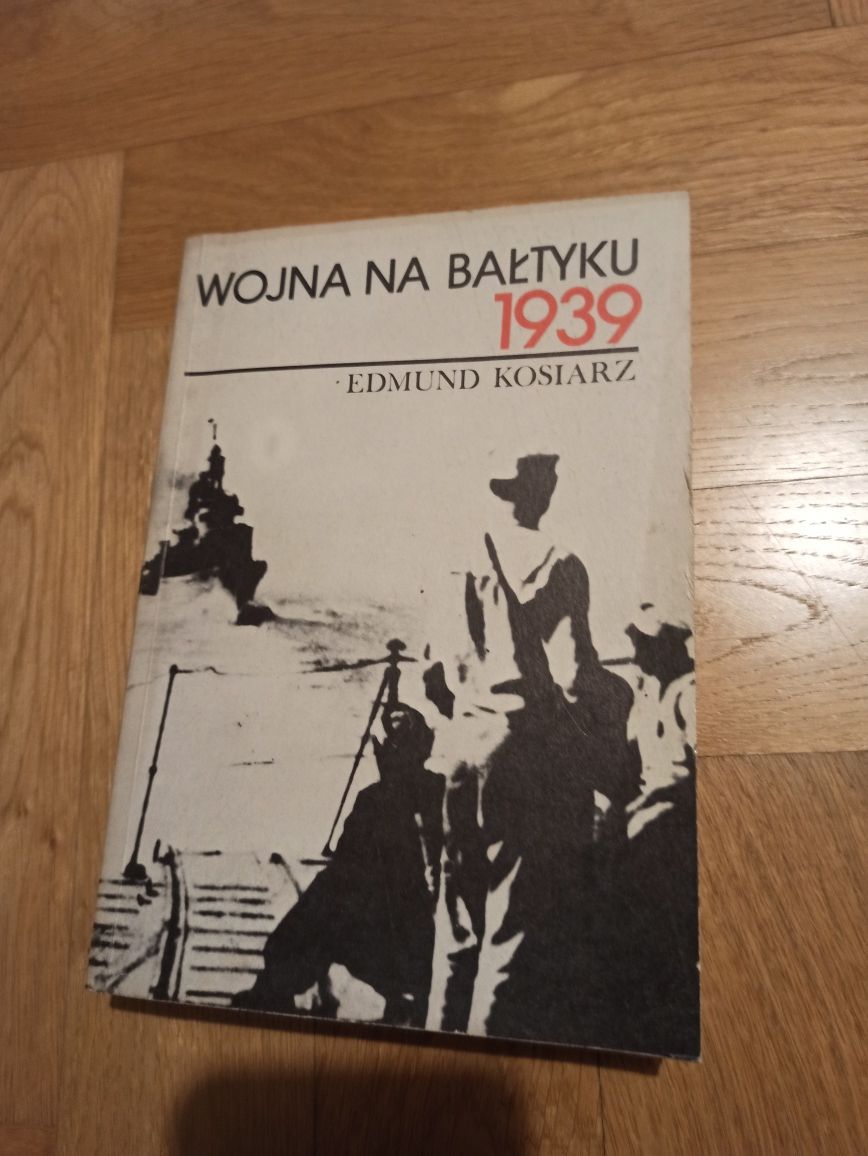 WOJNA NA BAŁTYKU
1939
EDMUND KOSIARZ